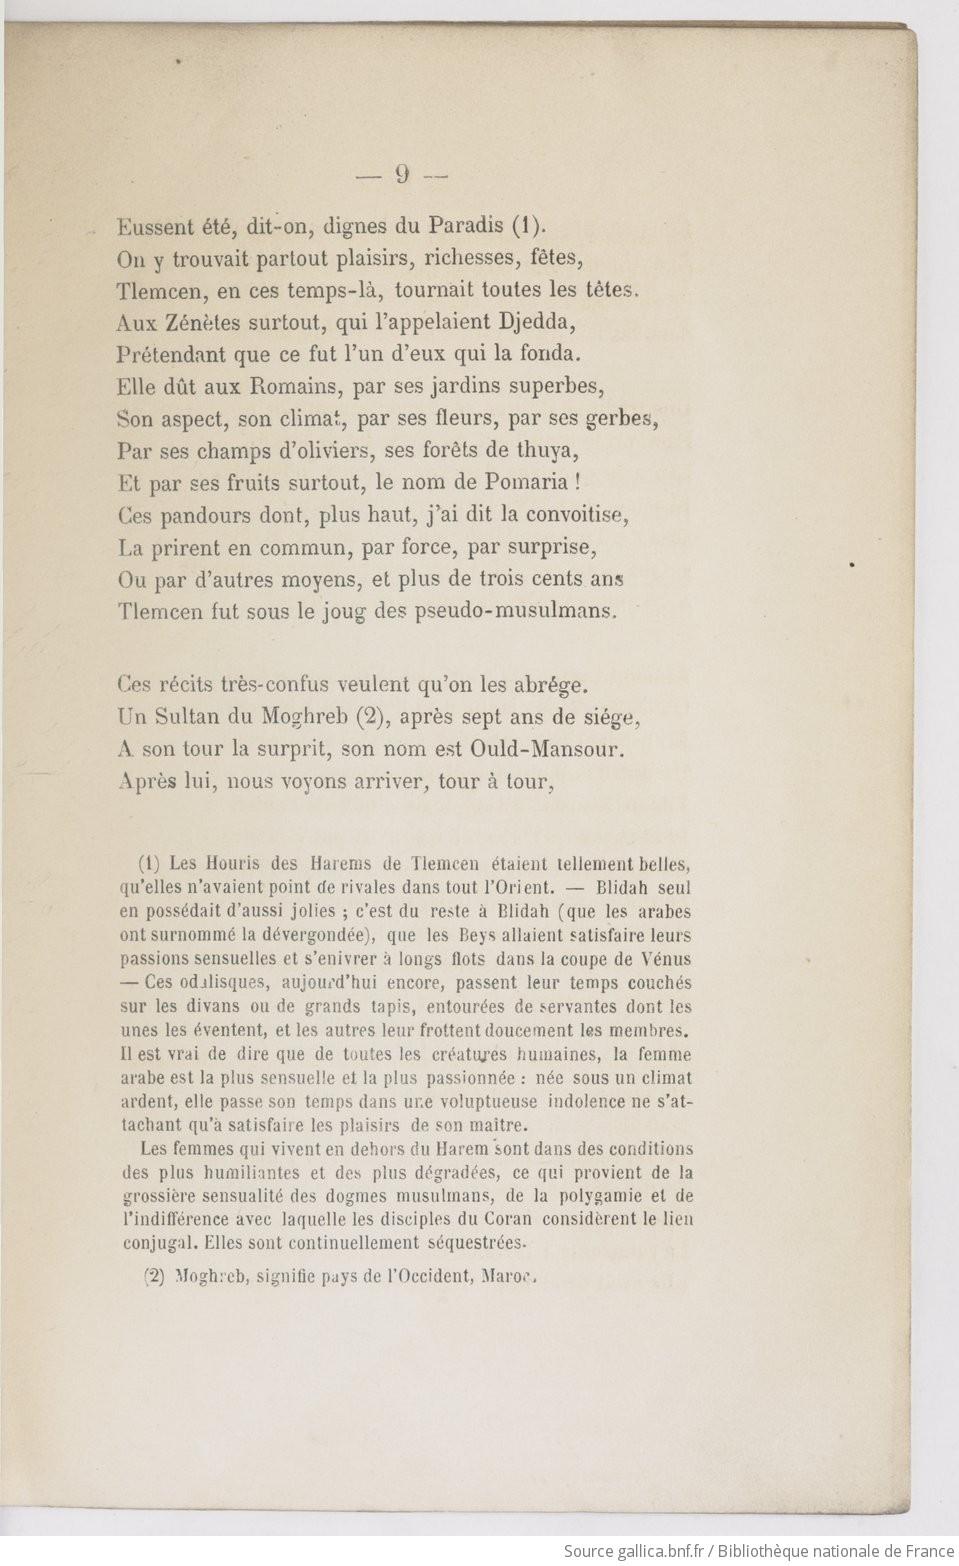 — 9 —
Eussent été, dit-on, dignes du Paradis (1).
On y trouvait partout plaisirs, richesses, fêtes,
Tlemcen, en ces temps-là, tournait toutes les têtes.
Aux Zénètes surtout, qui l'appelaient Djedda,
Prétendant que ce fut l'un d'eux qui la fonda.
Elle dût aux Romains, par ses jardins superbes,
Son aspect, son climat, par ses fleurs, par ses gerbes,
Par ses champs d'oliviers, ses forêts de thuya,
Et par ses fruits surtout, le nom de Pomaria !
Ces pandours dont, plus haut, j'ai dit la convoitise,
La prirent en commun, par force, par surprise,
Ou par d'autres moyens, et plus de trois cents ans
Tlemcen fut sous le joug des pseudo-musulmans.
Ces récits très-confus veulent qu'on les abrége.
Un Sultan du Moghreb (2), après sept ans de siége,
A son tour la surprit, son nom est Ould-Mansour.
Après lui, nous voyons arriver, tour à tour,
(1) Les Houris des Harems de Tlemcen étaient tellement belles,
qu'elles n'avaient point de rivales dans tout l'Orient. — Blidah seul
en possédait d'aussi jolies ; c'est du reste à Blidah (que les arabes
ont surnommé la dévergondée), que les Beys allaient satisfaire leurs
passions sensuelles et s'enivrer à longs flots dans la coupe de Vénus
— Ces odalisques, aujourd'hui encore, passent leur temps couchés
sur les divans ou de grands tapis, entourées de servantes dont les
unes les éventent, et les autres leur frottent doucement les membres.
Il est vrai de dire que de toutes les créatures humaines, la femme
arabe est la plus sensuelle et la plus passionnée : née sous un climat
ardent, elle passe son temps dans une voluptueuse indolence ne s'at-
tachant qu'à satisfaire les plaisirs de son maître.
Les femmes qui vivent en dehors du Harem sont dans des conditions
des plus humiliantes et des plus dégradées, ce qui provient de la
grossière sensualité des dogmes musulmans, de la polygamie et de
l'indifférence avec laquelle les disciples du Coran considèrent le lien
conjugal. Elles sont continuellement séquestrées.
(2) Moghreb, signifie pays de l'Occident, Maroc.
Source gallica.bnf.fr / Bibliothèque nationale de France